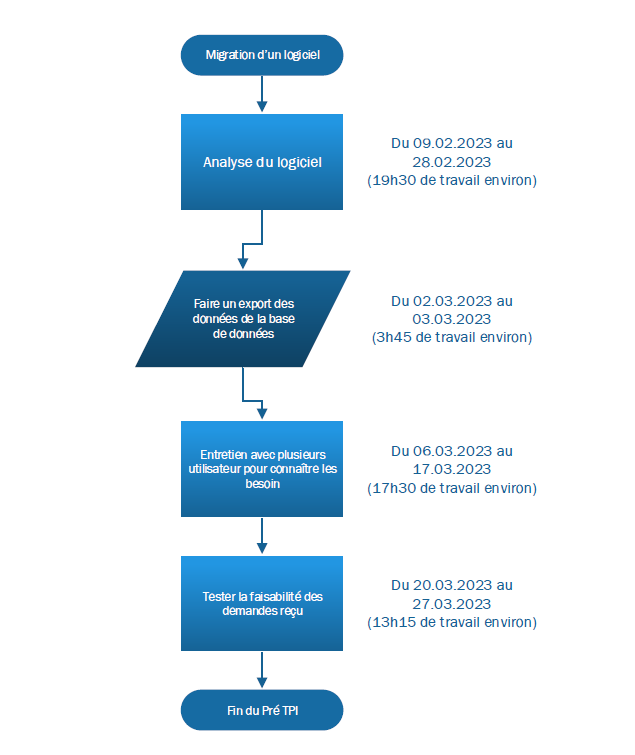 Migration d'un logiciel
Analyse du logiciel
Du 09.02.2023 au
28.02.2023
(19h30 de travail environ)
Faire un export des
données de la base
de données
Du 02.03.2023 au
03.03.2023
(3h45 de travail environ)
Entretien avec plusieurs
utilisateur pour connaître les
besoin
Du 06.03.2023 au
17.03.2023
(17h30 de travail environ)
Tester la faisabilité des
demandes reçu
Du 20.03.2023 au
27.03.2023
(13h15 de travail environ)
Fin du Pré TPI